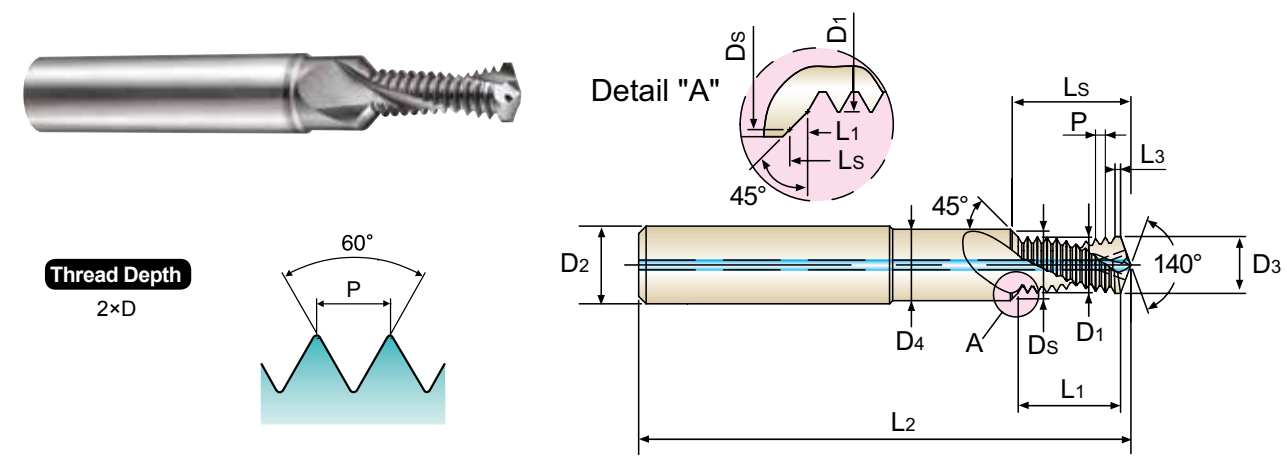 Detail "A"
Ds
D1
L1
Ls
45°
Thread Depth
2×D
60°
P
Ls
P
L3
45°
D2
140°
D3
D4
A
Ds
D1
L1
L2